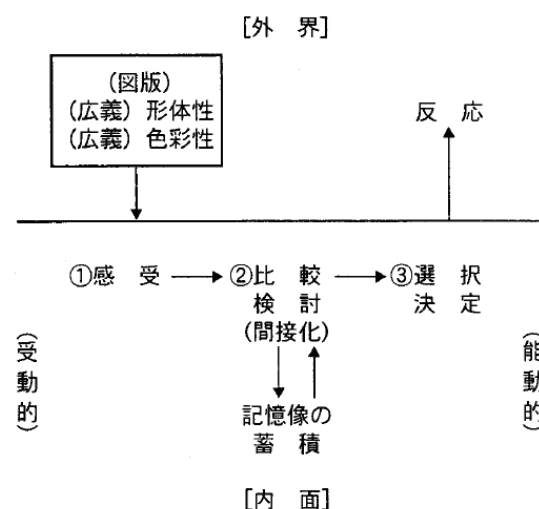 [外 界]
(図版)
(広義) 形体性
(広義) 色彩性
反 応
①感 受
②比 較
検 討
(間接化)
③選 択
決 定
(受動的)
(能動的)
記憶像の
蓄 積
[内 面]